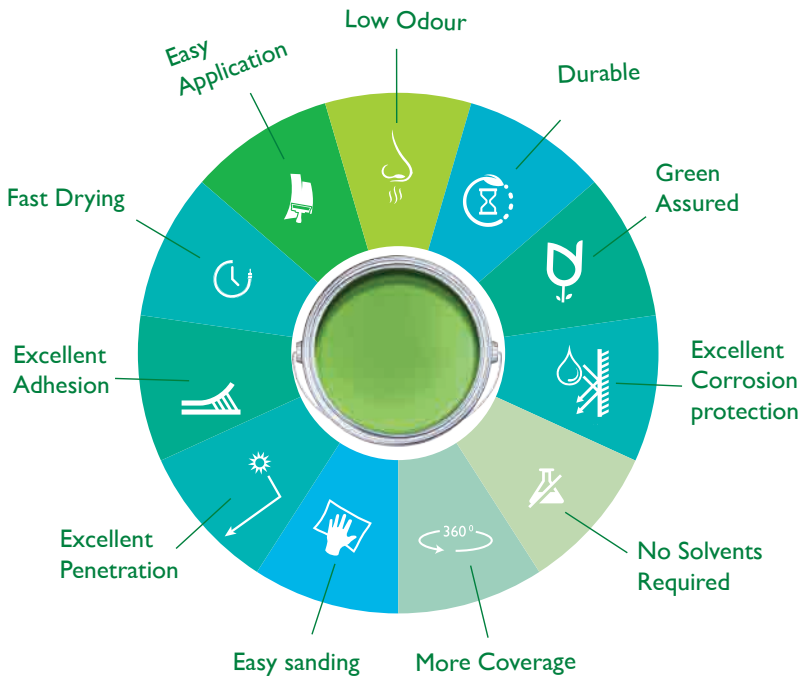 Low Odour
Durable
Green
Assured
Excellent
Corrosion
protection
No Solvents
Required
More Coverage
360°
Easy sanding
Excellent
Penetration
Excellent
Adhesion
Fast Drying
Easy
Application